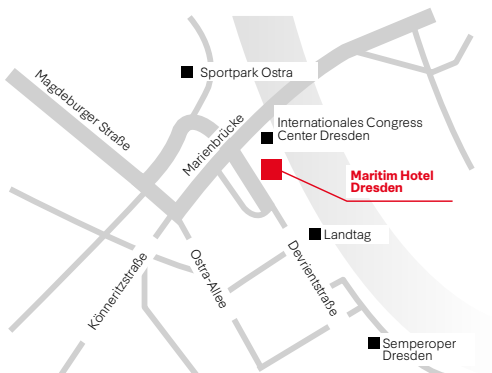 Sportpark Ostra
Magdeburger Straße
Marienbrücke
Internationales Congress
Center Dresden
Maritim Hotel
Dresden
Landtag
Devrientstraße
Ostra-Allee
Könneritzstraße
Semperoper
Dresden